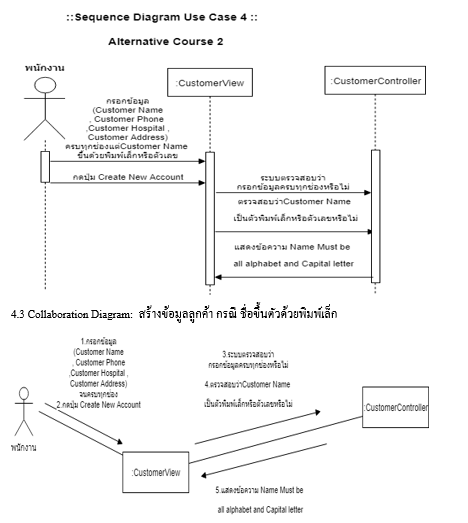 ::Sequence Diagram Use Case 4 ::
Alternative Course 2
พนักงาน
:CustomerView
:CustomerController
กรอกข้อมูล
(Customer Name
, Customer Phone
,Customer Hospital ,
Customer Address)
ครบทุกช่องแต่Customer Name
ขึ้นด้วยพิมพ์เล็กหรือตัวเลข
กดปุ่ม Create New Account
ระบบตรวจสอบว่า
กรอกข้อมูลครบทุกช่องหรือไม่
ตรวจสอบว่าCustomer Name
เป็นตัวพิมพ์เล็กหรือตัวเลขหรือไม่
แสดงข้อความ Name Must be
all alphabet and Capital letter
4.3 Collaboration Diagram: สร้างข้อมูลลูกค้า กรณี ชื่อขึ้นตัวด้วยพิมพ์เล็ก
1.กรอกข้อมูล
(Customer Name
, Customer Phone
,Customer Hospital ,
Customer Address)
จนครบทุกช่อง
2.กดปุ่ม Create New Account
3.ระบบตรวจสอบว่า
กรอกข้อมูลครบทุกช่องหรือไม่
4.ตรวจสอบว่าCustomer Name
เป็นตัวพิมพ์เล็กหรือตัวเลขหรือไม่
:CustomerController
พนักงาน
:CustomerView
5.แสดงข้อความ Name Must be
all alphabet and Capital letter